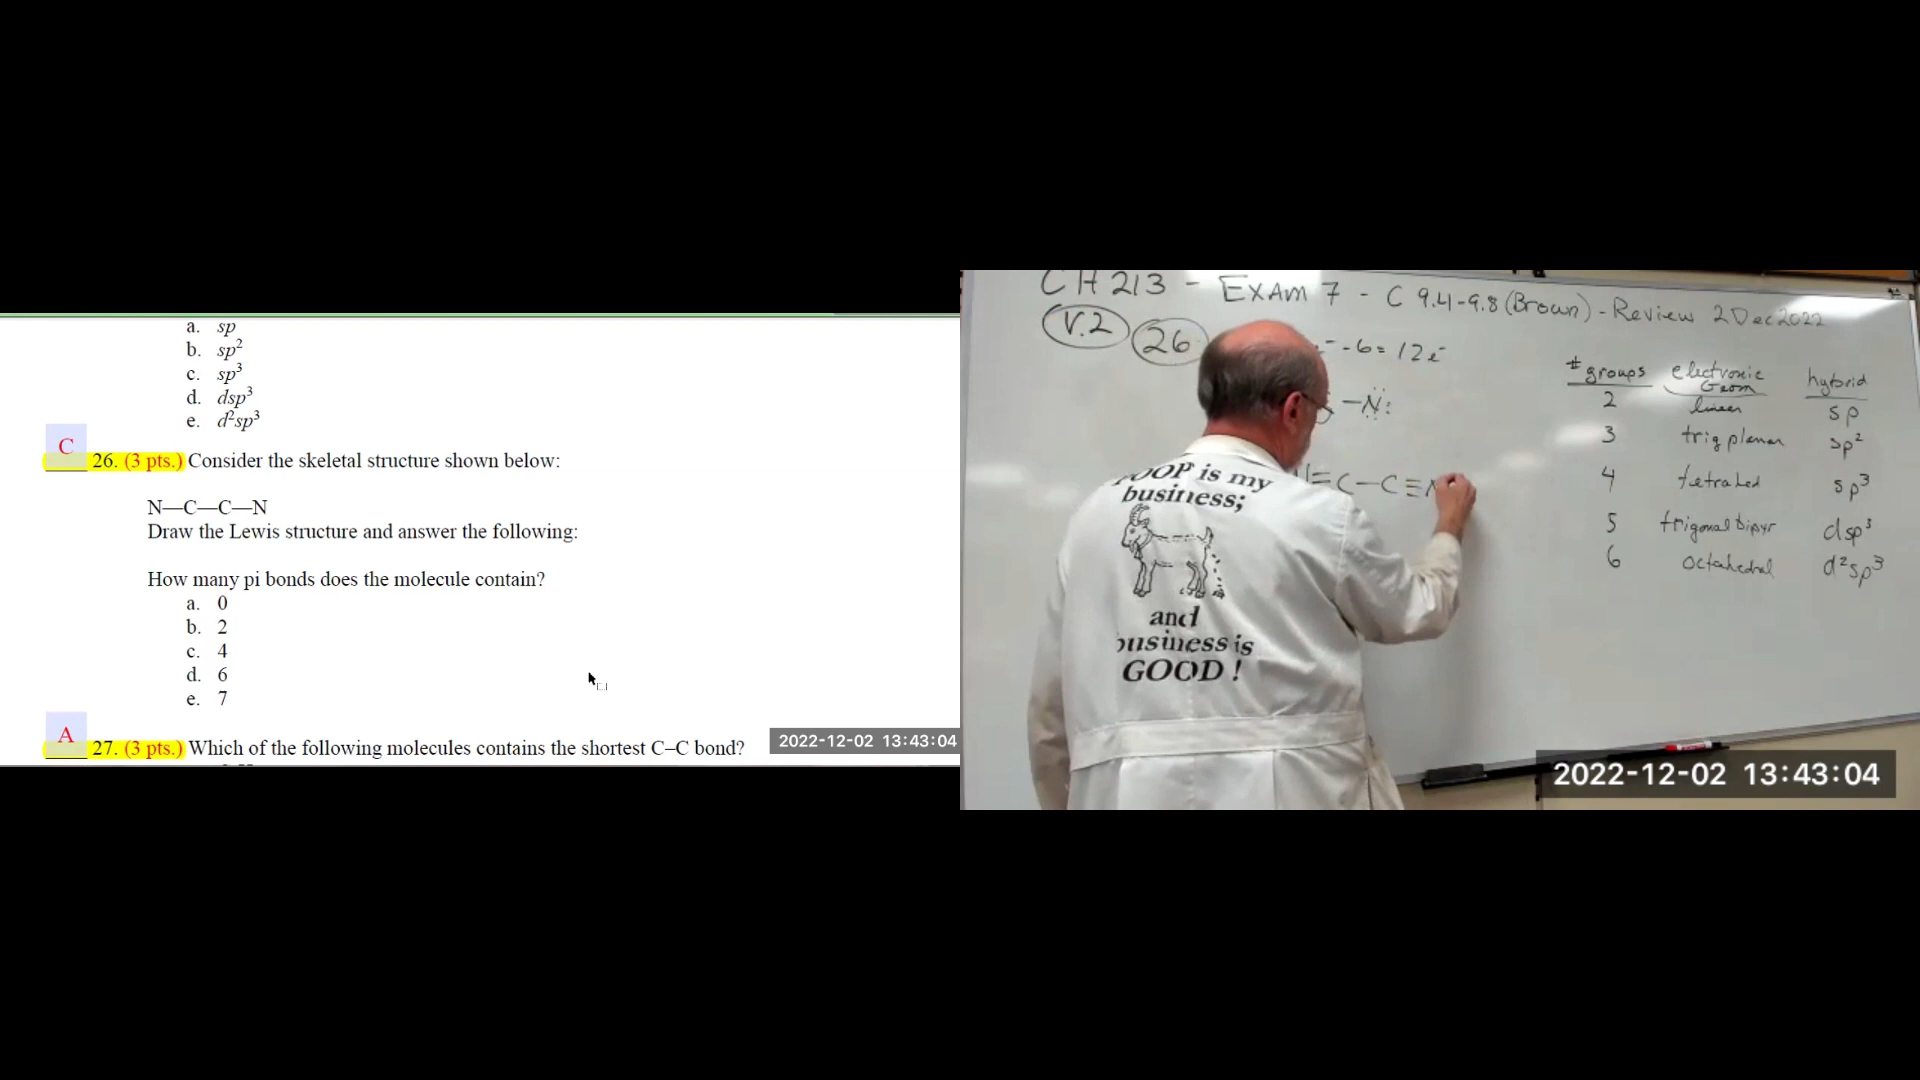 a. sp
b. sp²
c. sp³
d. dsp³
e. d²sp³
C
26. (3 pts.) Consider the skeletal structure shown below:
N—C—C—N
Draw the Lewis structure and answer the following:
How many pi bonds does the molecule contain?
a. 0
b. 2
c. 4
d. 6
e. 7
A
27. (3 pts.) Which of the following molecules contains the shortest C–C bond?
2022-12-02 13:43:04
CH 213 - EXAM 7 - C 9.4-9.8 (Brown) - Review 2 Dec 2022
V.2 26
-6 = 12 e⁻
-N:
≡C-C≡N
# groups electronic Geom hybrid
2 linear sp
3 trig planar sp²
4 tetrahed sp³
5 trigonal bipyr dsp³
6 octahedral d²sp³
POOP is my
business;
and
business is
GOOD !
2022-12-02 13:43:04